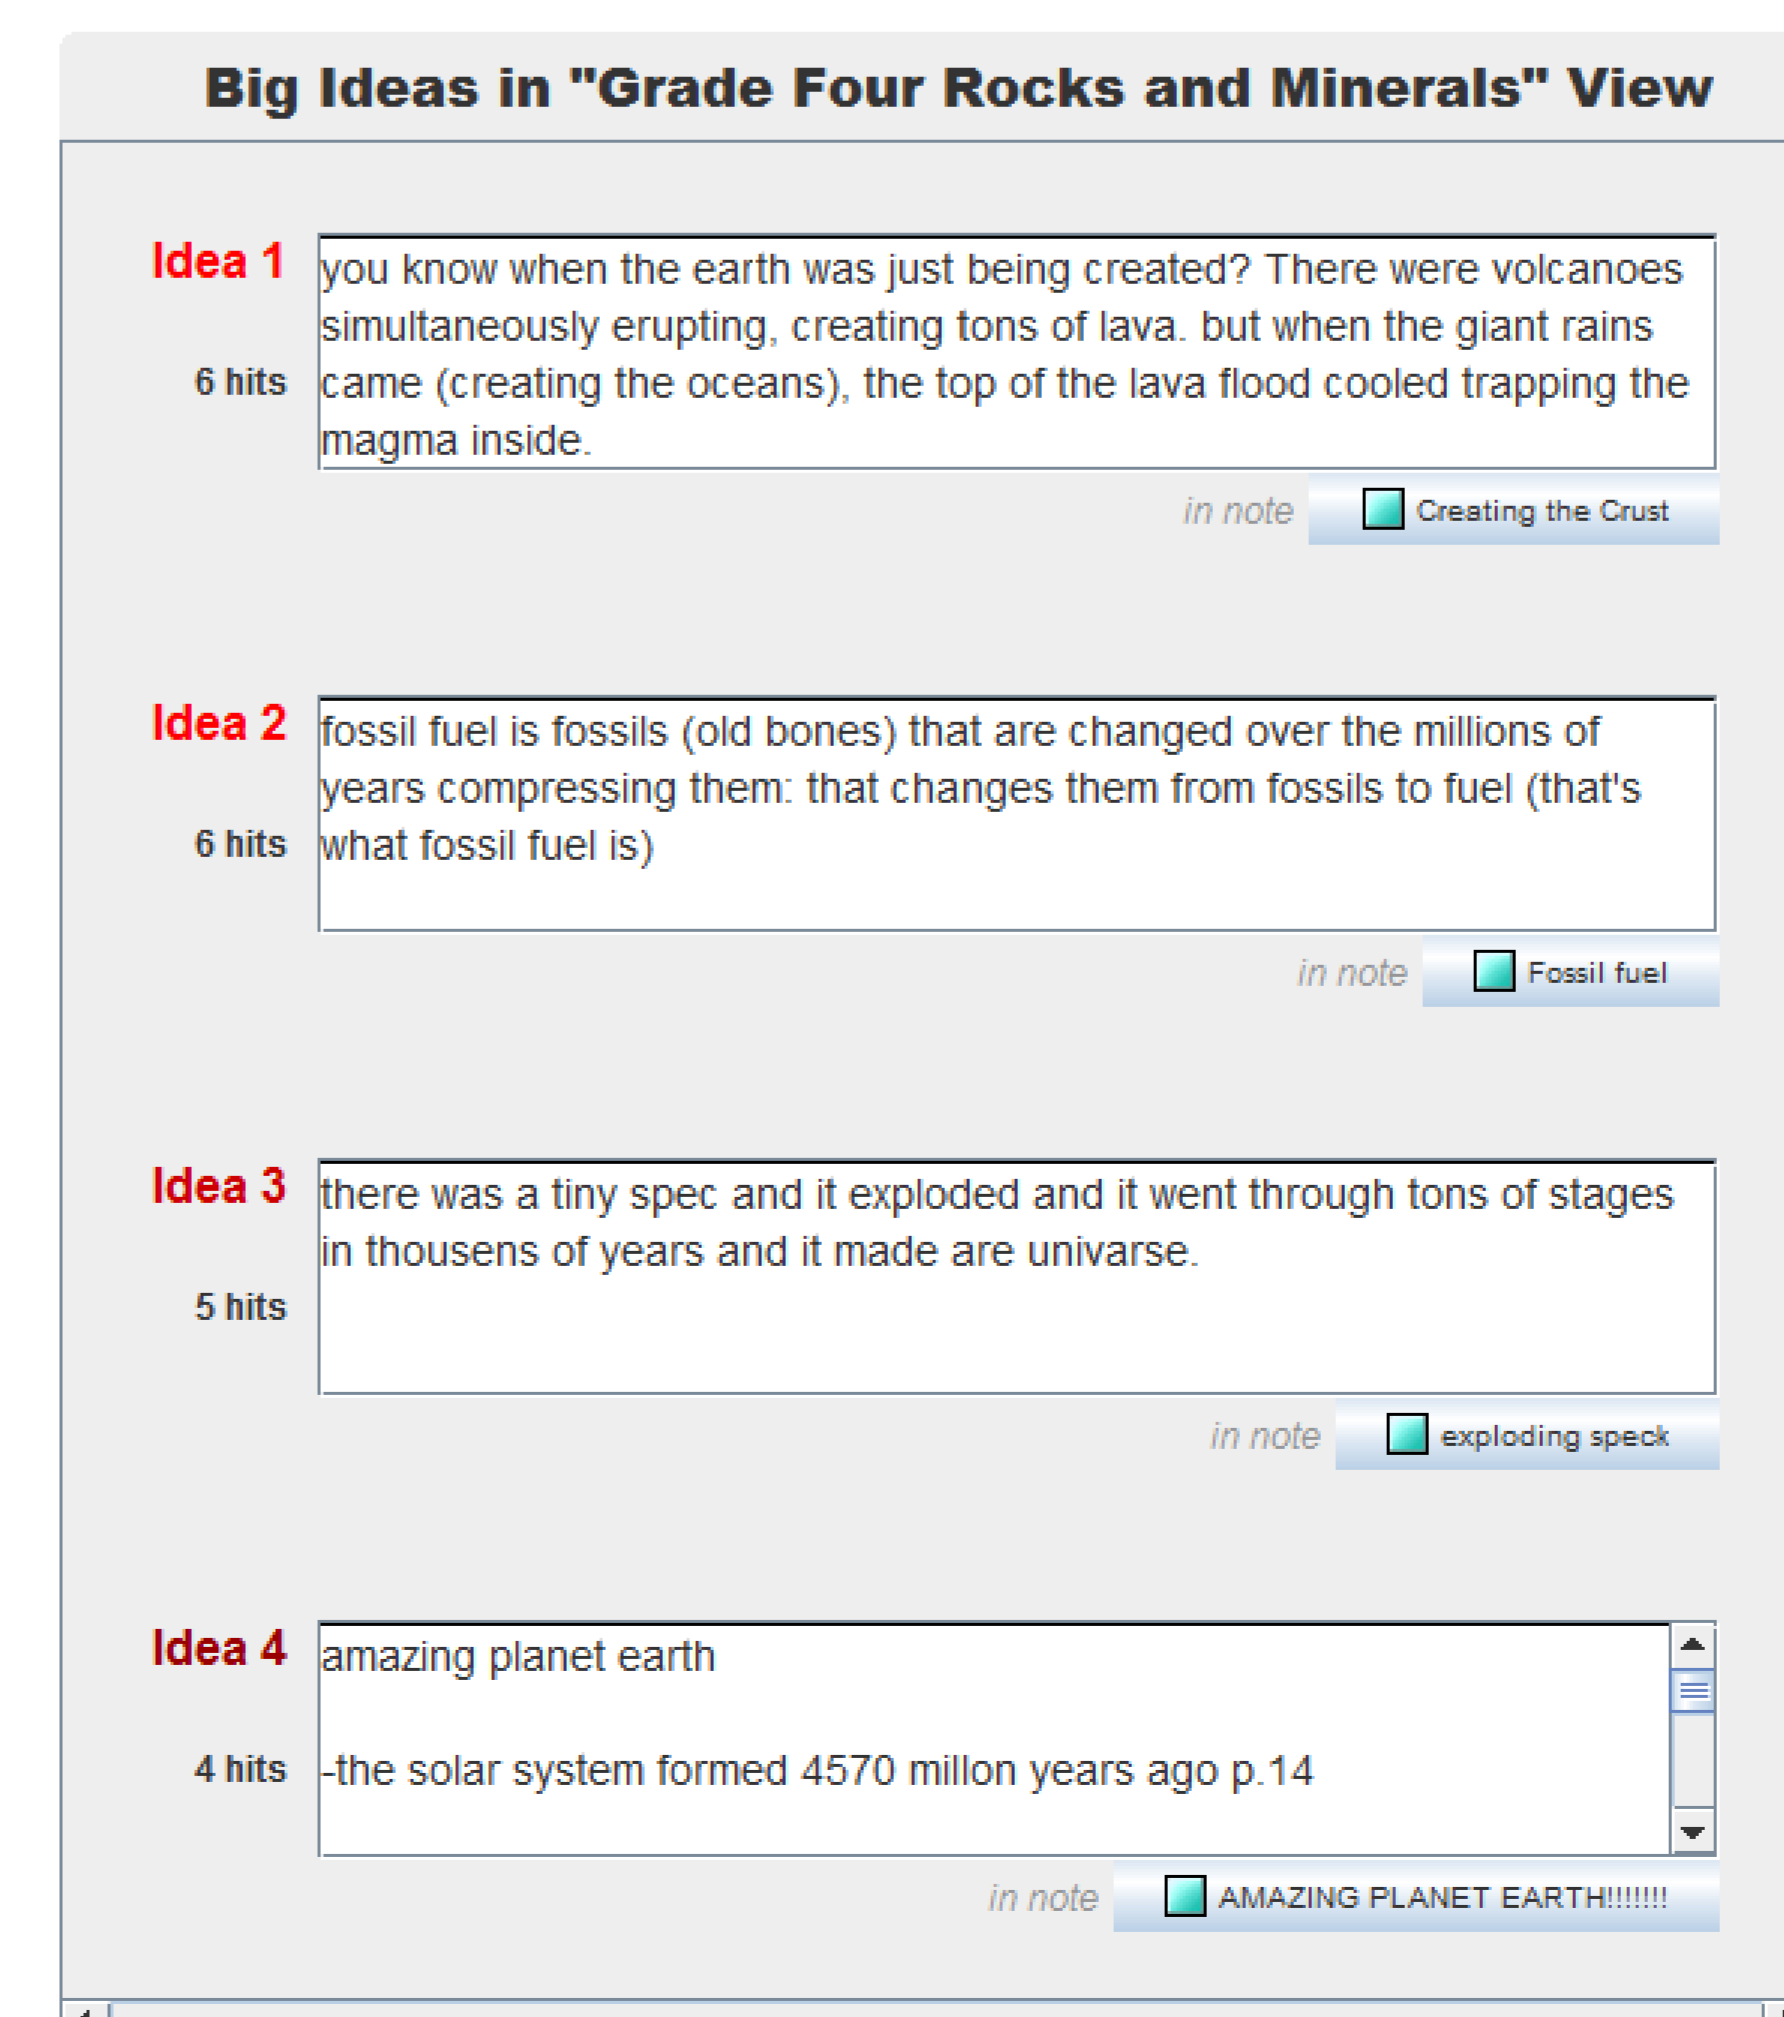 Big Ideas in "Grade Four Rocks and Minerals" View
Idea 1
you know when the earth was just being created? There were volcanoes
simultaneously erupting, creating tons of lava. but when the giant rains
6 hits
came (creating the oceans), the top of the lava flood cooled trapping the
magma inside.
in note
Creating the Crust
Idea 2
fossil fuel is fossils (old bones) that are changed over the millions of
years compressing them: that changes them from fossils to fuel (that's
6 hits
what fossil fuel is)
in note
Fossil fuel
Idea 3
there was a tiny spec and it exploded and it went through tons of stages
in thousens of years and it made are univarse.
5 hits
in note
exploding speck
Idea 4
amazing planet earth
4 hits
-the solar system formed 4570 millon years ago p.14
in note
AMAZING PLANET EARTH!!!!!!!